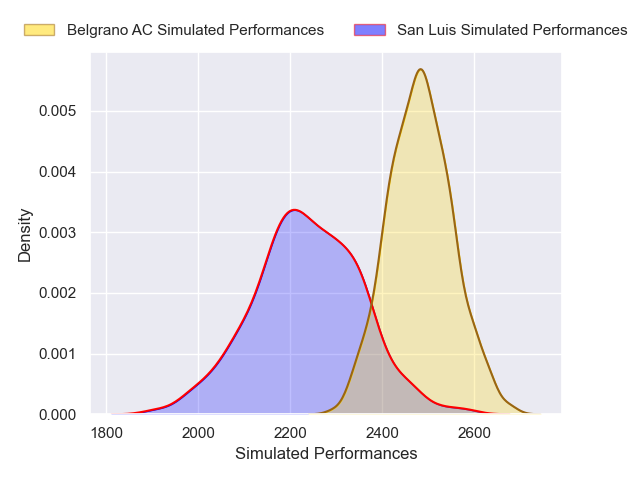 Belgrano AC Simulated Performances
San Luis Simulated Performances
Density
0.005
0.004
0.003
0.002
0.001
0.000
1800 2000 2200 2400 2600
Simulated Performances